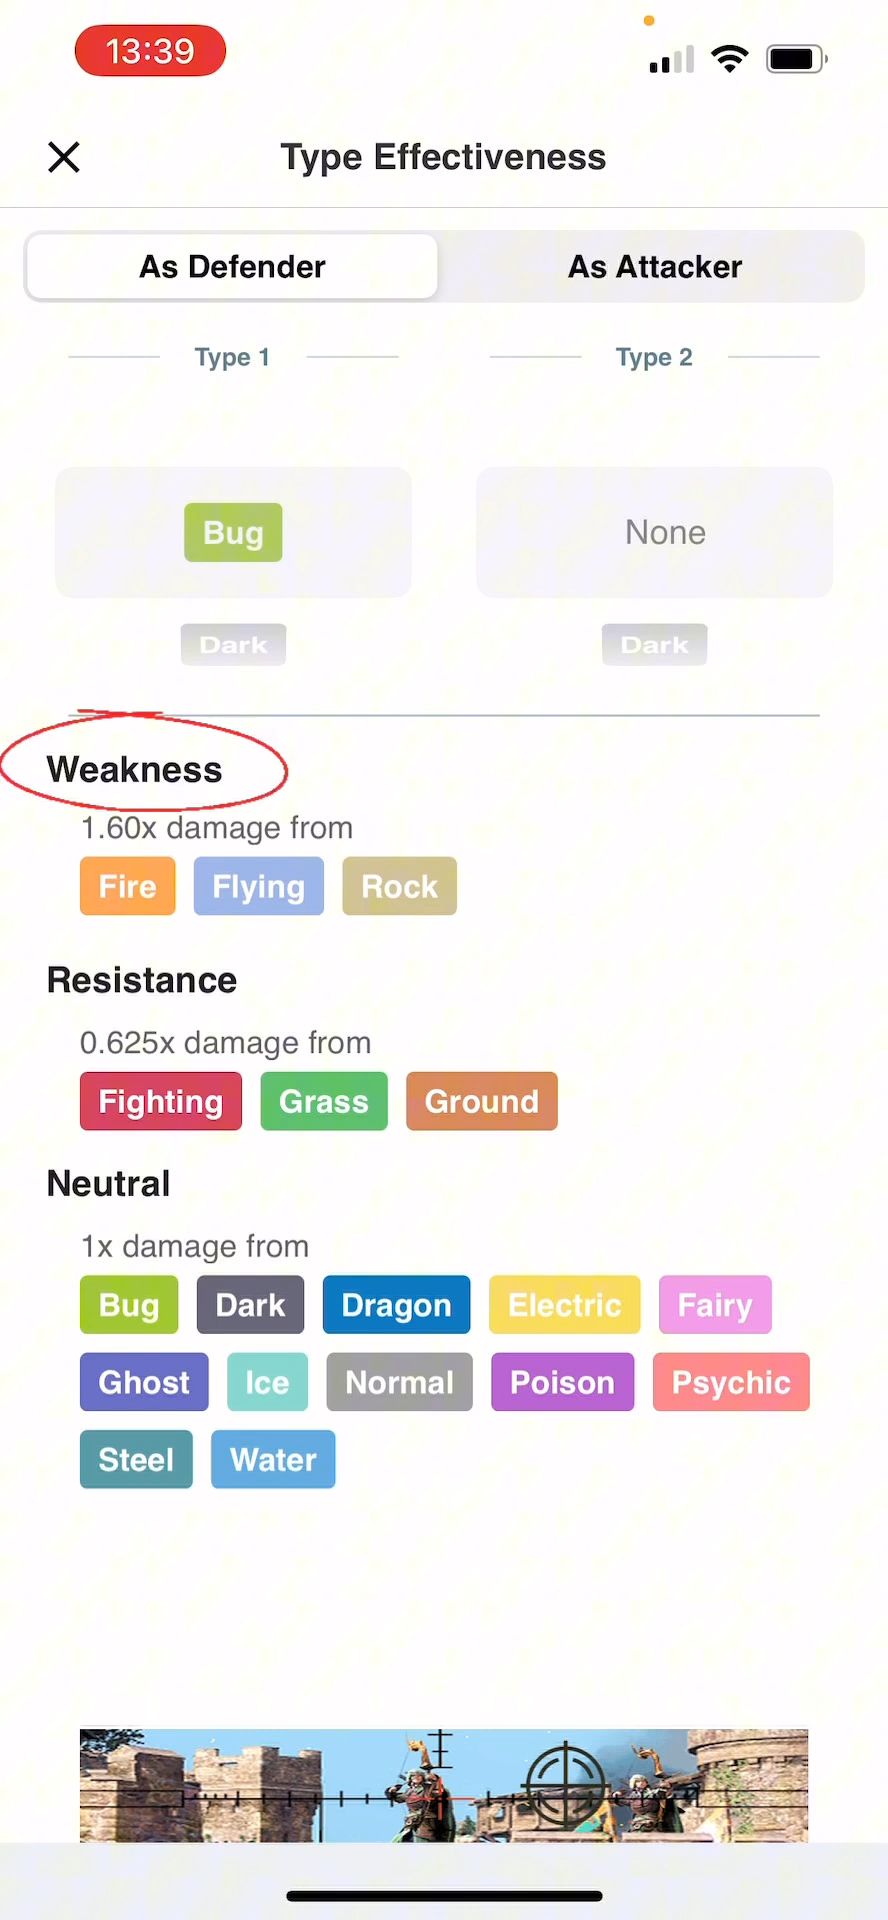 13:39
Type Effectiveness
As Defender As Attacker
Type 1 Type 2
Bug None
Dark Dark
Weakness
1.60x damage from
Fire Flying Rock
Resistance
0.625x damage from
Fighting Grass Ground
Neutral
1x damage from
Bug Dark Dragon Electric Fairy
Ghost Ice Normal Poison Psychic
Steel Water